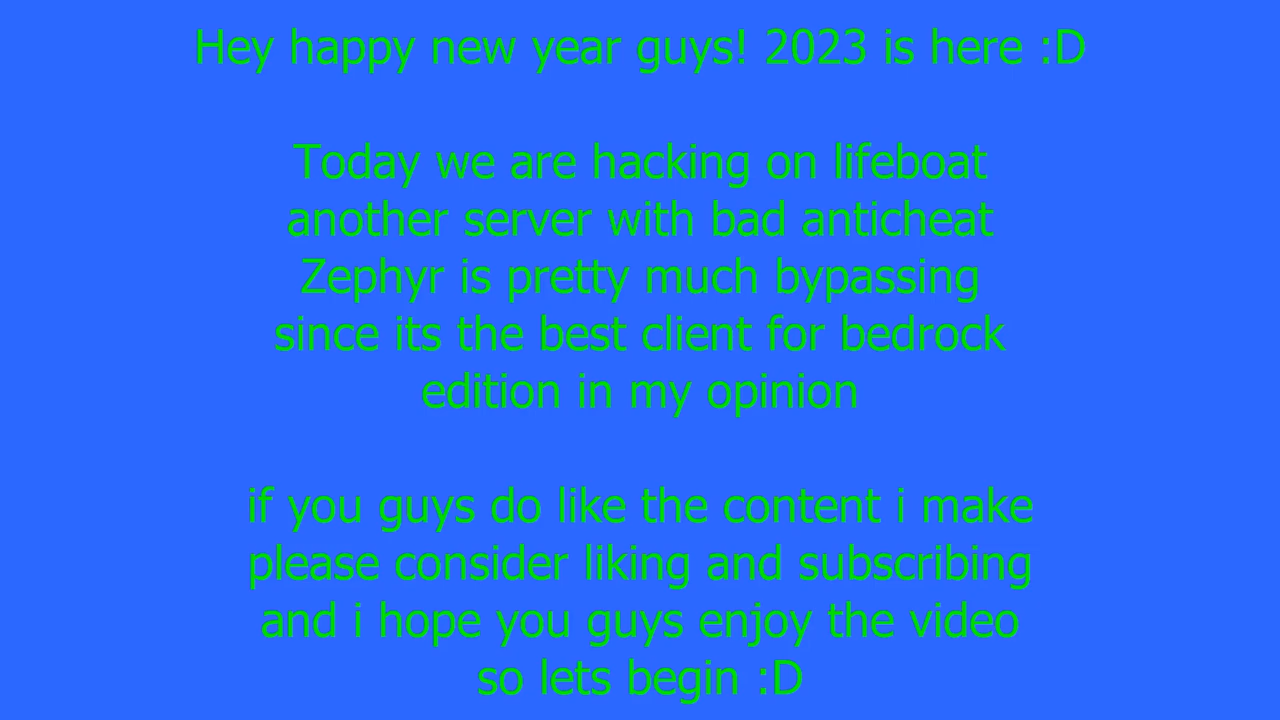 Hey happy new year guys! 2023 is here :D
Today we are hacking on lifeboat
another server with bad anticheat
Zephyr is pretty much bypassing
since its the best client for bedrock
edition in my opinion
if you guys do like the content i make
please consider liking and subscribing
and i hope you guys enjoy the video
so lets begin :D